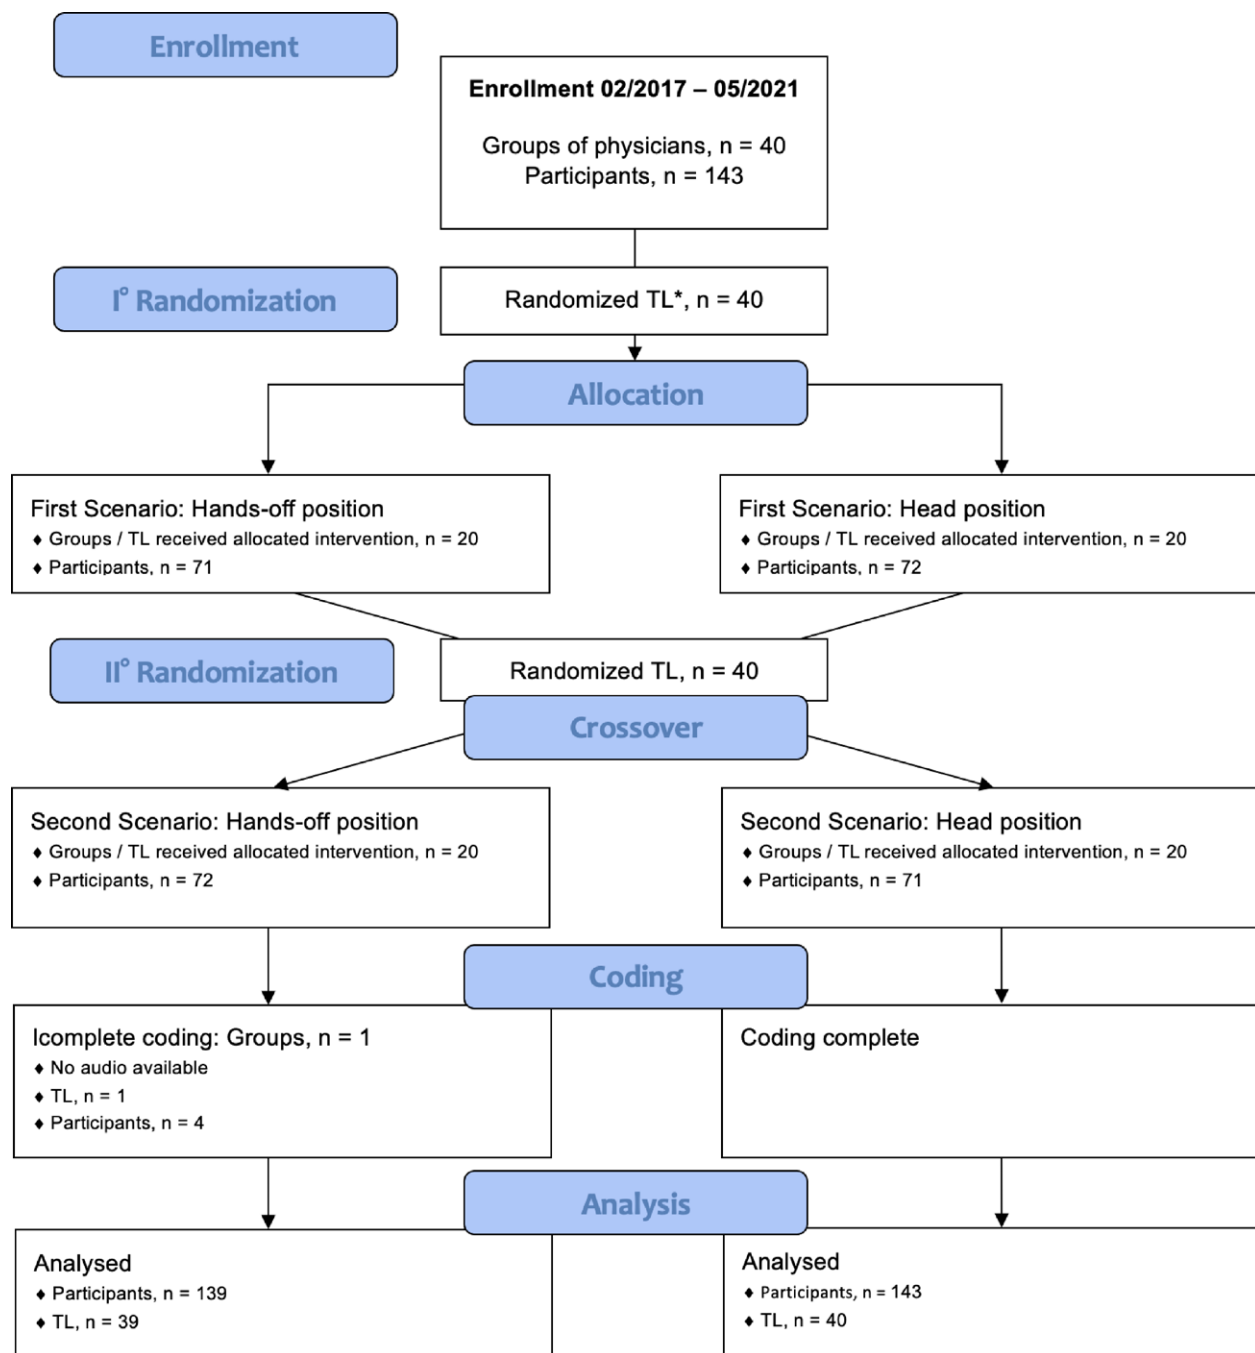 Enrollment
Enrollment 02/2017 – 05/2021
Groups of physicians, n = 40
Participants, n = 143
I° Randomization
Randomized TL*, n = 40
Allocation
First Scenario: Hands-off position
♦ Groups / TL received allocated intervention, n = 20
♦ Participants, n = 71
First Scenario: Head position
♦ Groups / TL received allocated intervention, n = 20
♦ Participants, n = 72
II° Randomization
Randomized TL, n = 40
Crossover
Second Scenario: Hands-off position
♦ Groups / TL received allocated intervention, n = 20
♦ Participants, n = 72
Second Scenario: Head position
♦ Groups / TL received allocated intervention, n = 20
♦ Participants, n = 71
Coding
Icomplete coding: Groups, n = 1
♦ No audio available
♦ TL, n = 1
♦ Participants, n = 4
Coding complete
Analysis
Analysed
♦ Participants, n = 139
♦ TL, n = 39
Analysed
♦ Participants, n = 143
♦ TL, n = 40